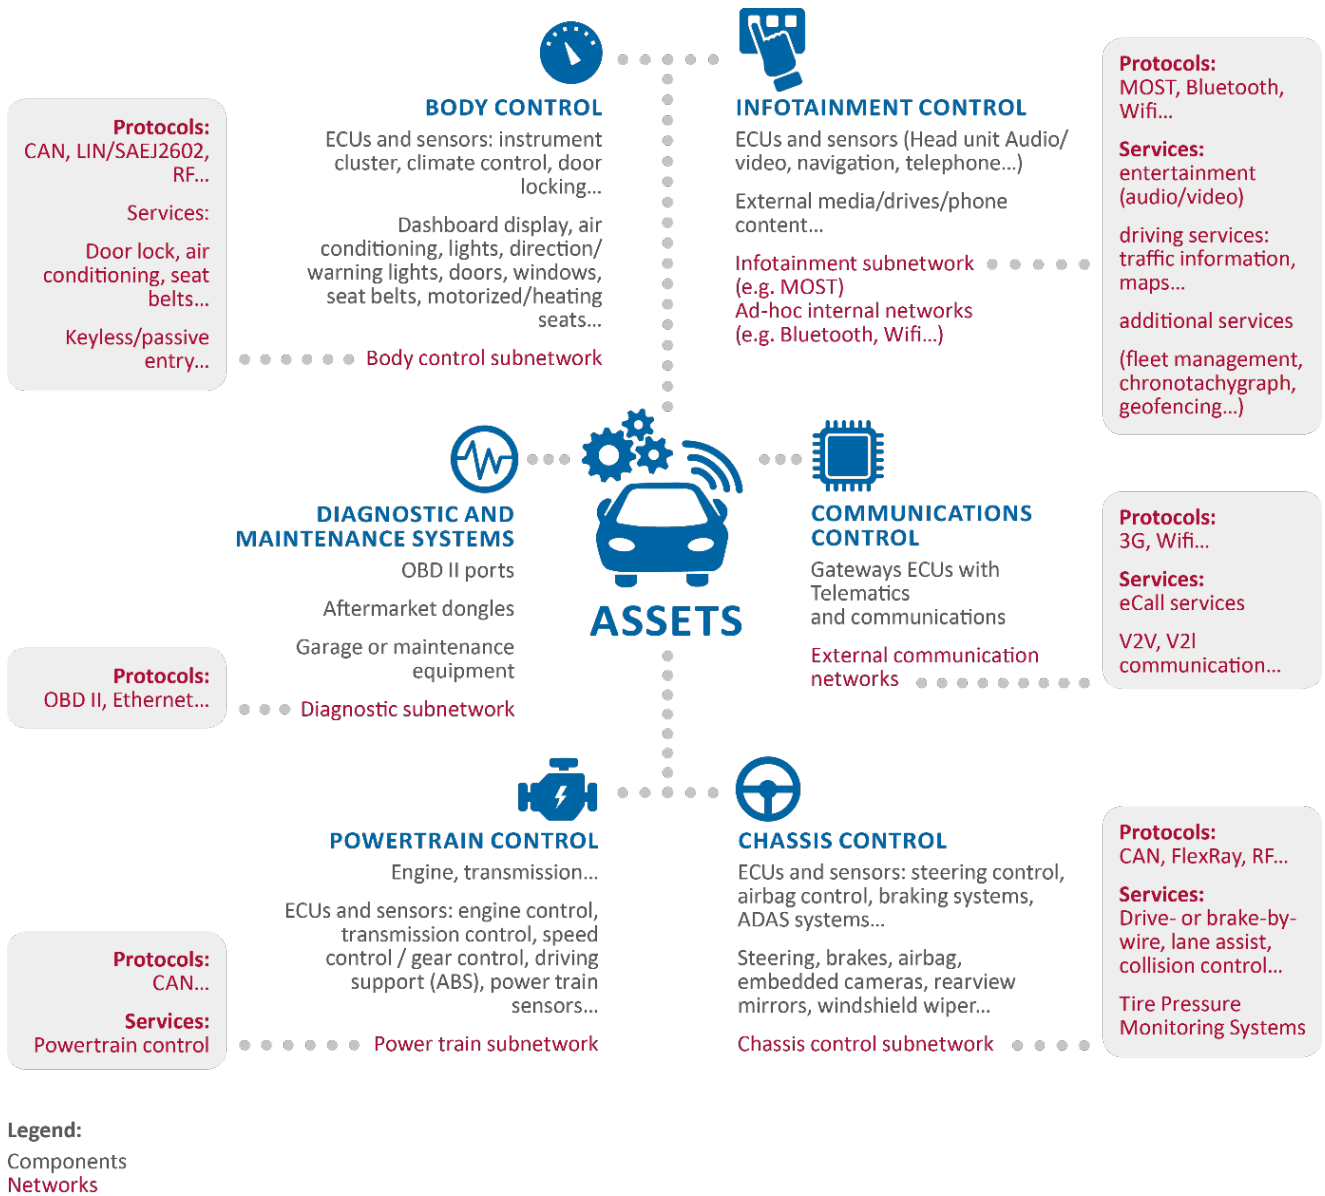 BODY CONTROL
ECUs and sensors: instrument
cluster, climate control, door
locking...
Dashboard display, air
conditioning, lights, direction/
warning lights, doors, windows,
seat belts, motorized/heating
seats...
Body control subnetwork
Protocols:
CAN, LIN/SAEJ2602,
RF...
Services:
Door lock, air
conditioning, seat
belts...
Keyless/passive
entry...
INFOTAINMENT CONTROL
ECUs and sensors (Head unit Audio/
video, navigation, telephone...)
External media/drives/phone
content...
Infotainment subnetwork
(e.g. MOST)
Ad-hoc internal networks
(e.g. Bluetooth, Wifi...)
Protocols:
MOST, Bluetooth,
Wifi...
Services:
entertainment
(audio/video)
driving services:
traffic information,
maps...
additional services
(fleet management,
chronotachygraph,
geofencing...)
DIAGNOSTIC AND
MAINTENANCE SYSTEMS
OBD II ports
Aftermarket dongles
Garage or maintenance
equipment
Diagnostic subnetwork
Protocols:
OBD II, Ethernet...
ASSETS
COMMUNICATIONS
CONTROL
Gateways ECUs with
Telematics
and communications
External communication
networks
Protocols:
3G, Wifi...
Services:
eCall services
V2V, V2l
communication...
POWERTRAIN CONTROL
Engine, transmission...
ECUs and sensors: engine control,
transmission control, speed
control / gear control, driving
support (ABS), power train
sensors...
Power train subnetwork
Protocols:
CAN...
Services:
Powertrain control
CHASSIS CONTROL
ECUs and sensors: steering control,
airbag control, braking systems,
ADAS systems...
Steering, brakes, airbag,
embedded cameras, rearview
mirrors, windshield wiper...
Chassis control subnetwork
Protocols:
CAN, FlexRay, RF...
Services:
Drive- or brake-by-
wire, lane assist,
collision control...
Tire Pressure
Monitoring Systems
Legend:
Components
Networks